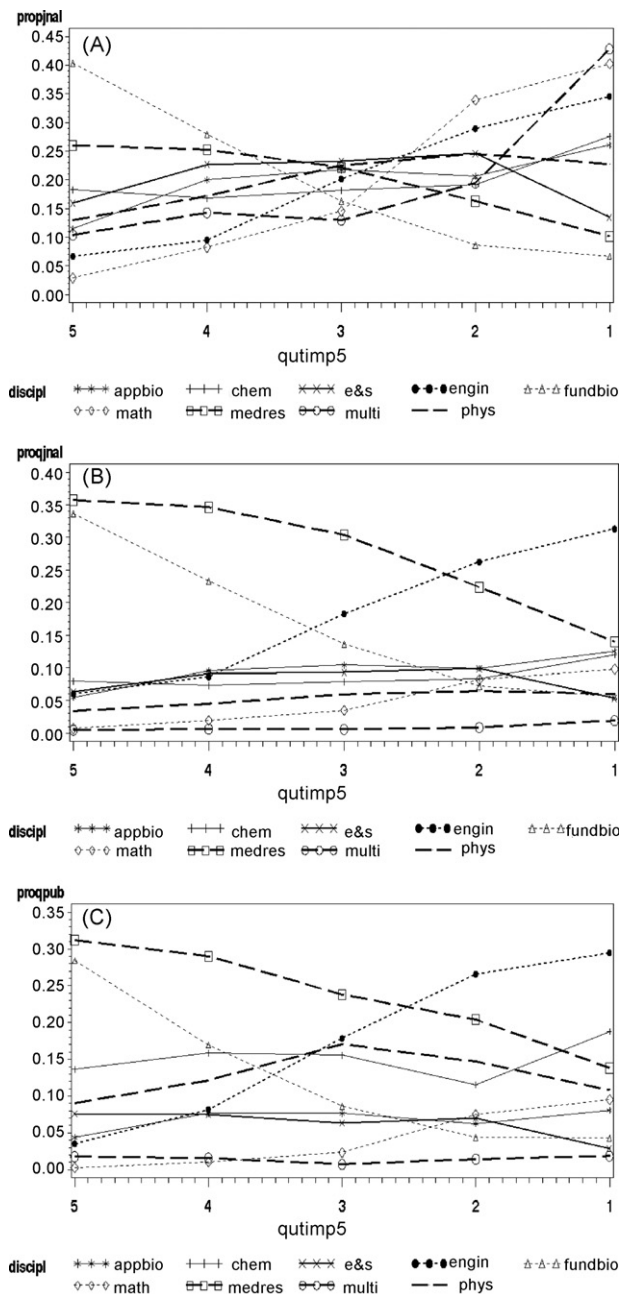 propjnal
(A)
0.45
0.40
0.35
0.30
0.25
0.20
0.15
0.10
0.05
0.00
5 4 3 2 1
qutimp5
discipl appbio chem e&s engin fundbio
math medres multi phys
proqjnal
(B)
0.40
0.35
0.30
0.25
0.20
0.15
0.10
0.05
0.00
5 4 3 2 1
qutimp5
discipl appbio chem e&s engin fundbio
math medres multi phys
proqpub
(C)
0.35
0.30
0.25
0.20
0.15
0.10
0.05
0.00
5 4 3 2 1
qutimp5
discipl appbio chem e&s engin fundbio
math medres multi phys